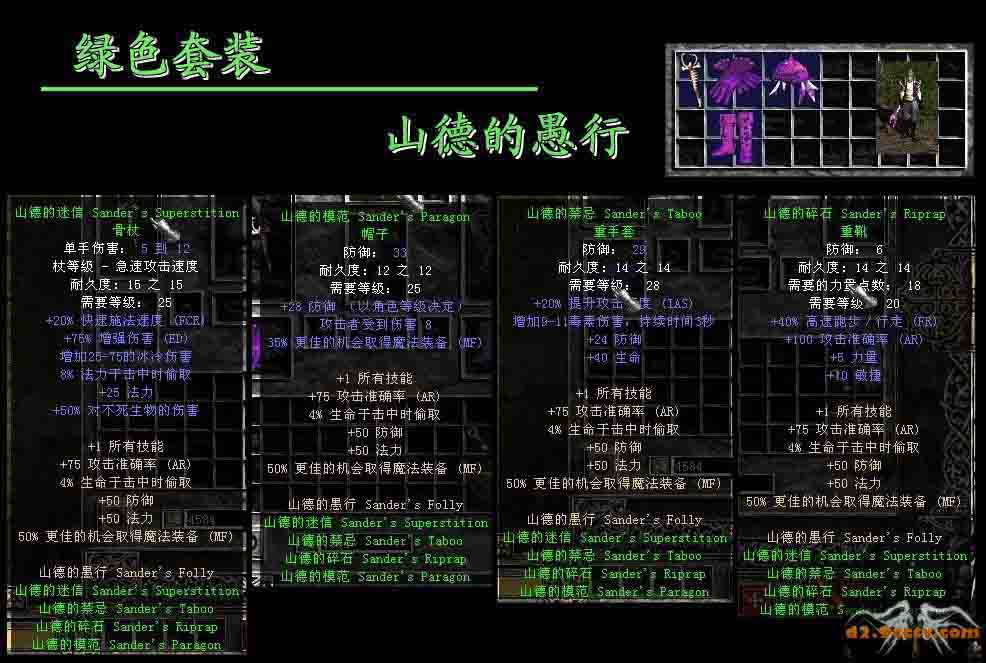 绿色套装
山德的愚行
山德的迷信 Sander's Superstition
骨杖
单手伤害: 5 到 12
杖等级 - 急速攻击速度
耐久度: 15 之 15
需要等级: 25
+20% 快速施法速度 (FCR)
+75% 增强伤害 (ED)
增加25-75的冰冷伤害
8% 法力于击中时偷取
+25 法力
+50% 对不死生物的伤害
+1 所有技能
+75 攻击准确率 (AR)
4% 生命于击中时偷取
+50 防御
+50 法力
50% 更佳的机会取得魔法装备 (MF)
山德的愚行 Sander's Folly
山德的迷信 Sander's Superstition
山德的禁忌 Sander's Taboo
山德的碎石 Sander's Riprap
山德的模范 Sander's Paragon
山德的模范 Sander's Paragon
帽子
防御: 33
耐久度: 12 之 12
需要等级: 25
+28 防御 (以角色等级决定)
攻击者受到伤害 8
35% 更佳的机会取得魔法装备 (MF)
+1 所有技能
+75 攻击准确率 (AR)
4% 生命于击中时偷取
+50 防御
+50 法力
50% 更佳的机会取得魔法装备 (MF)
山德的愚行 Sander's Folly
山德的迷信 Sander's Superstition
山德的禁忌 Sander's Taboo
山德的碎石 Sander's Riprap
山德的模范 Sander's Paragon
山德的禁忌 Sander's Taboo
重手套
防御: 29
耐久度: 14 之 14
需要等级: 28
+20% 提升攻击 度 (IAS)
增加9-11毒素伤害,持续时间3秒
+24 防御
+40 生命
+1 所有技能
+75 攻击准确率 (AR)
4% 生命于击中时偷取
+50 防御
+50 法力
50% 更佳的机会取得魔法装备 (MF)
山德的愚行 Sander's Folly
山德的迷信 Sander's Superstition
山德的禁忌 Sander's Taboo
山德的碎石 Sander's Riprap
山德的模范 Sander's Paragon
山德的碎石 Sander's Riprap
重靴
防御: 6
耐久度: 14 之 14
需要的力量点数: 18
需要等级: 20
+40% 高速跑步/行走 (FR)
+100 攻击准确率 (AR)
+5 力量
+10 敏捷
+1 所有技能
+75 攻击准确率 (AR)
4% 生命于击中时偷取
+50 防御
+50 法力
50% 更佳的机会取得魔法装备 (MF)
山德的愚行 Sander's Folly
山德的迷信 Sander's Superstition
山德的禁忌 Sander's Taboo
山德的碎石 Sander's Riprap
山德的模范